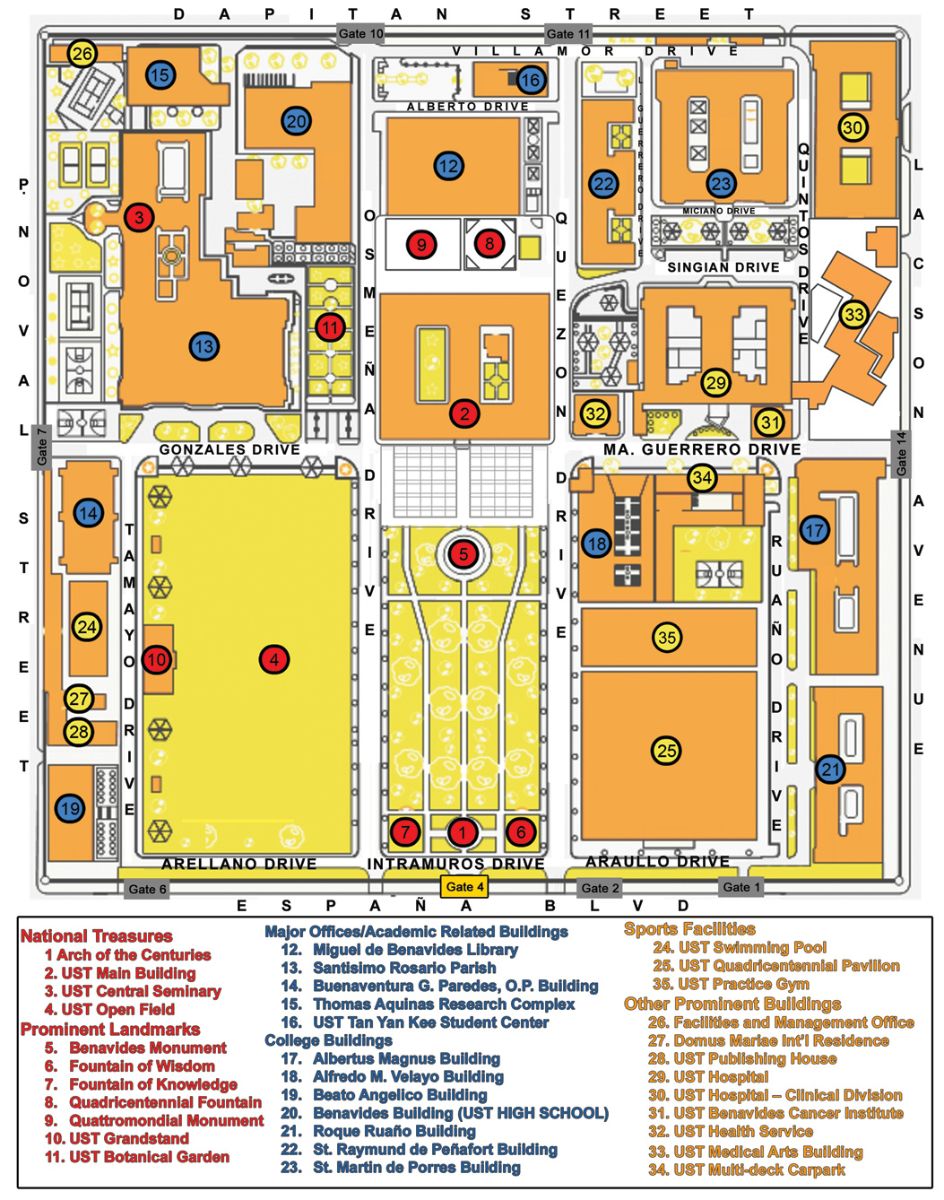 DAPITAN STREET
Gate 10
Gate 11
VILLAMOR DRIVE
26
15
16
20
ALBERTO DRIVE
30
12
22
23
LL. GUERRERO DRIVE
QUINTOS DRIVE
P. NOVAL STREET
LACSON AVENUE
3
MICIANO DRIVE
9
8
OSMEÑA DRIVE
QUEZON DRIVE
SINGIAN DRIVE
33
11
13
29
2
32
31
Gate 7
GONZALES DRIVE
MA. GUERRERO DRIVE
Gate 14
34
14
17
18
5
TAMAYO DRIVE
RUAÑO DRIVE
24
35
10
4
27
28
25
21
19
7
1
6
ARELLANO DRIVE
INTRAMUROS DRIVE
ARAULLO DRIVE
Gate 6
Gate 4
Gate 2
Gate 1
ESPAÑA BLVD
National Treasures
1 Arch of the Centuries
2. UST Main Building
3. UST Central Seminary
4. UST Open Field
Prominent Landmarks
5. Benavides Monument
6. Fountain of Wisdom
7. Fountain of Knowledge
8. Quadricentennial Fountain
9. Quattromondial Monument
10. UST Grandstand
11. UST Botanical Garden
Major Offices/Academic Related Buildings
12. Miguel de Benavides Library
13. Santisimo Rosario Parish
14. Buenaventura G. Paredes, O.P. Building
15. Thomas Aquinas Research Complex
16. UST Tan Yan Kee Student Center
College Buildings
17. Albertus Magnus Building
18. Alfredo M. Velayo Building
19. Beato Angelico Building
20. Benavides Building (UST HIGH SCHOOL)
21. Roque Ruaño Building
22. St. Raymund de Peñafort Building
23. St. Martin de Porres Building
Sports Facilities
24. UST Swimming Pool
25. UST Quadricentennial Pavilion
35. UST Practice Gym
Other Prominent Buildings
26. Facilities and Management Office
27. Domus Mariae Int'l Residence
28. UST Publishing House
29. UST Hospital
30. UST Hospital – Clinical Division
31. UST Benavides Cancer Institute
32. UST Health Service
33. UST Medical Arts Building
34. UST Multi-deck Carpark